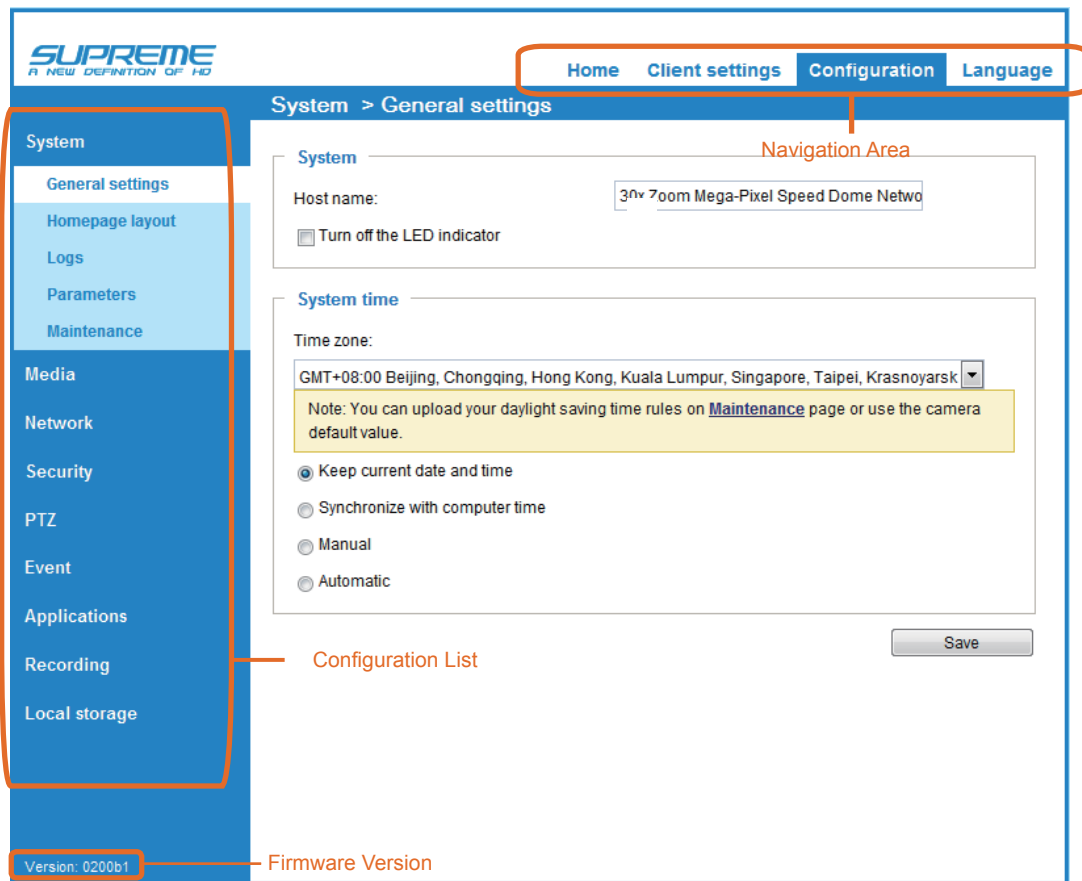 SUPREME
A NEW DEFINITION OF HD
Home Client settings Configuration Language
System > General settings
Navigation Area
System
General settings
Homepage layout
Logs
Parameters
Maintenance
Media
Network
Security
PTZ
Event
Applications
Recording
Local storage
Version: 0200b1
System
Host name: 30x Zoom Mega-Pixel Speed Dome Netwo
Turn off the LED indicator
System time
Time zone:
GMT+08:00 Beijing, Chongqing, Hong Kong, Kuala Lumpur, Singapore, Taipei, Krasnoyarsk
Note: You can upload your daylight saving time rules on Maintenance page or use the camera
default value.
Keep current date and time
Synchronize with computer time
Manual
Automatic
Save
Configuration List
Firmware Version